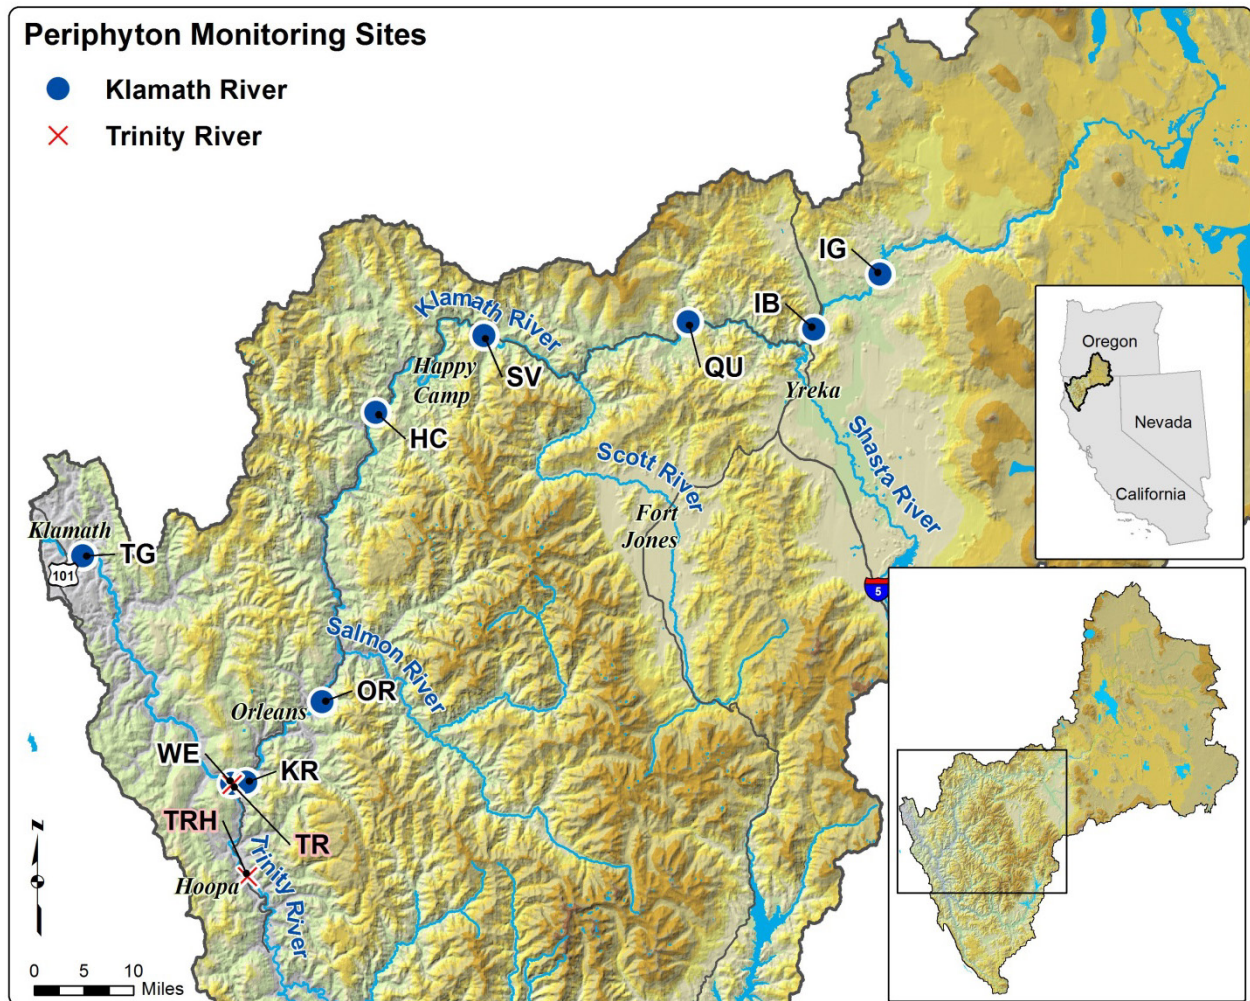 Periphyton Monitoring Sites
Klamath River
Trinity River
IG
IB
QU
Klamath River
SV
Happy
Camp
HC
Yreka
Shasta River
Scott River
Fort
Jones
Klamath
TG
101
5
Salmon River
OR
Orleans
WE
KR
TRH
TR
Trinity River
Hoopa
Oregon
Nevada
California
N
0 5 10
Miles